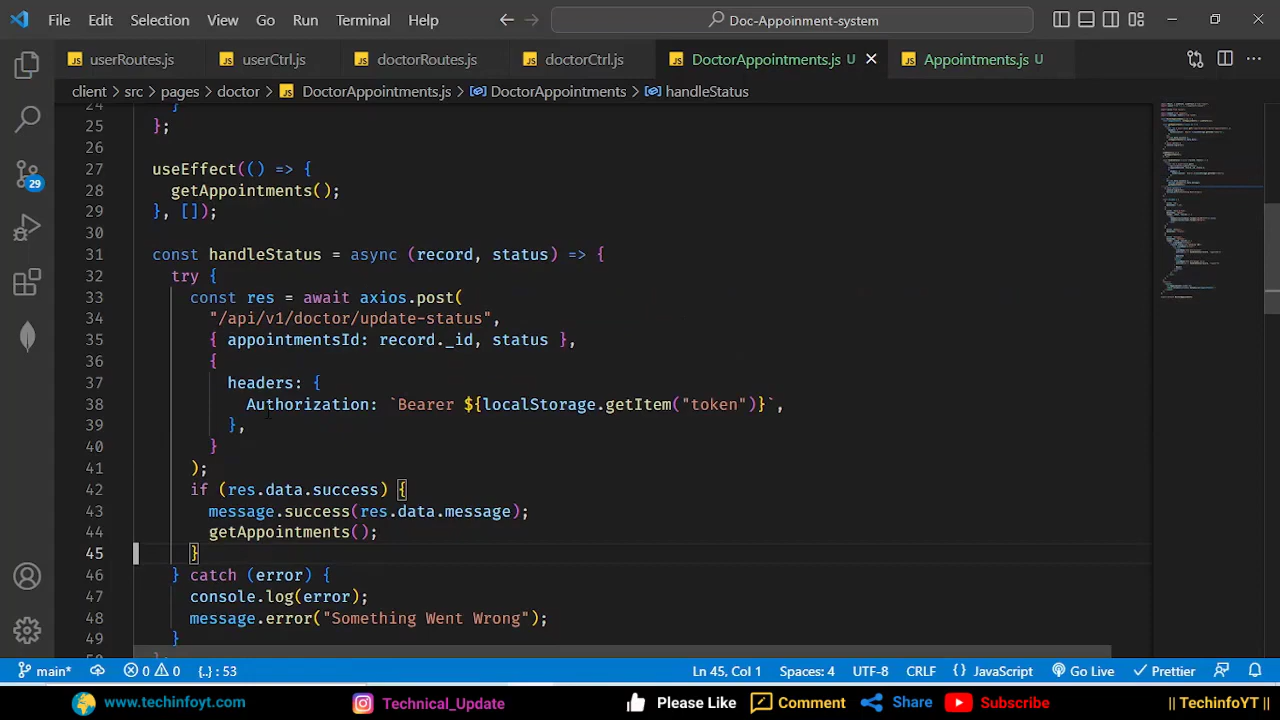 File Edit Selection View Go Run Terminal Help Doc-Appoinment-system
userRoutes.js userCtrl.js doctorRoutes.js doctorCtrl.js DoctorAppointments.js U Appointments.js U
client > src > pages > doctor > JS DoctorAppointments.js > DoctorAppointments > handleStatus
24 }
25 };
26
27 useEffect(() => {
28 getAppointments();
29 }, []);
30
31 const handleStatus = async (record, status) => {
32 try {
33 const res = await axios.post(
34 "/api/v1/doctor/update-status",
35 { appointmentsId: record._id, status },
36 {
37 headers: {
38 Authorization: `Bearer ${localStorage.getItem("token")}`,
39 },
40 }
41 );
42 if (res.data.success) {
43 message.success(res.data.message);
44 getAppointments();
45 }
46 } catch (error) {
47 console.log(error);
48 message.error("Something Went Wrong");
49 }
29
main* 0 0 {..} : 53 Ln 45, Col 1 Spaces: 4 UTF-8 CRLF {} JavaScript Go Live Prettier
www.techinfoyt.com Technical_Update Please Like Comment Share Subscribe || TechinfoYT ||